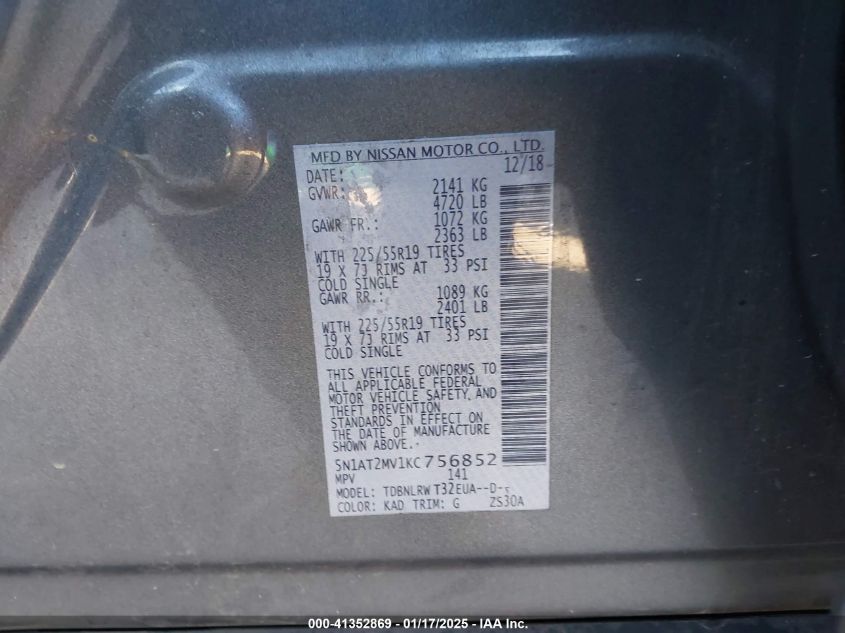 MFD BY NISSAN MOTOR CO., LTD.
DATE: 12/18
GVWR: 2141 KG
4720 LB
GAWR FR.: 1072 KG
2363 LB
WITH 225/55R19 TIRES
19 X 7J RIMS AT 33 PSI
COLD SINGLE
GAWR RR.: 1089 KG
2401 LB
WITH 225/55R19 TIRES
19 X 7J RIMS AT 33 PSI
COLD SINGLE
THIS VEHICLE CONFORMS TO
ALL APPLICABLE FEDERAL
MOTOR VEHICLE SAFETY, AND
THEFT PREVENTION
STANDARDS IN EFFECT ON
THE DATE OF MANUFACTURE
SHOWN ABOVE.
5N1AT2MV1KC756852
MPV 141
MODEL: TDBNLRW T32EUA--D-5
COLOR: KAD TRIM: G ZS30A
000-41352869 - 01/17/2025 - IAA Inc.